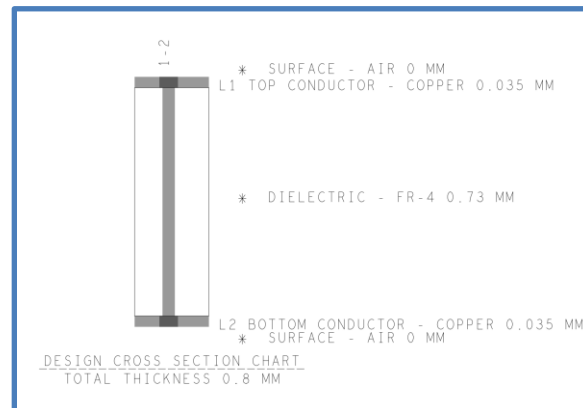 1-2
* SURFACE - AIR 0 MM
L1 TOP CONDUCTOR - COPPER 0.035 MM
* DIELECTRIC - FR-4 0.73 MM
L2 BOTTOM CONDUCTOR - COPPER 0.035 MM
* SURFACE - AIR 0 MM
DESIGN CROSS SECTION CHART
TOTAL THICKNESS 0.8 MM